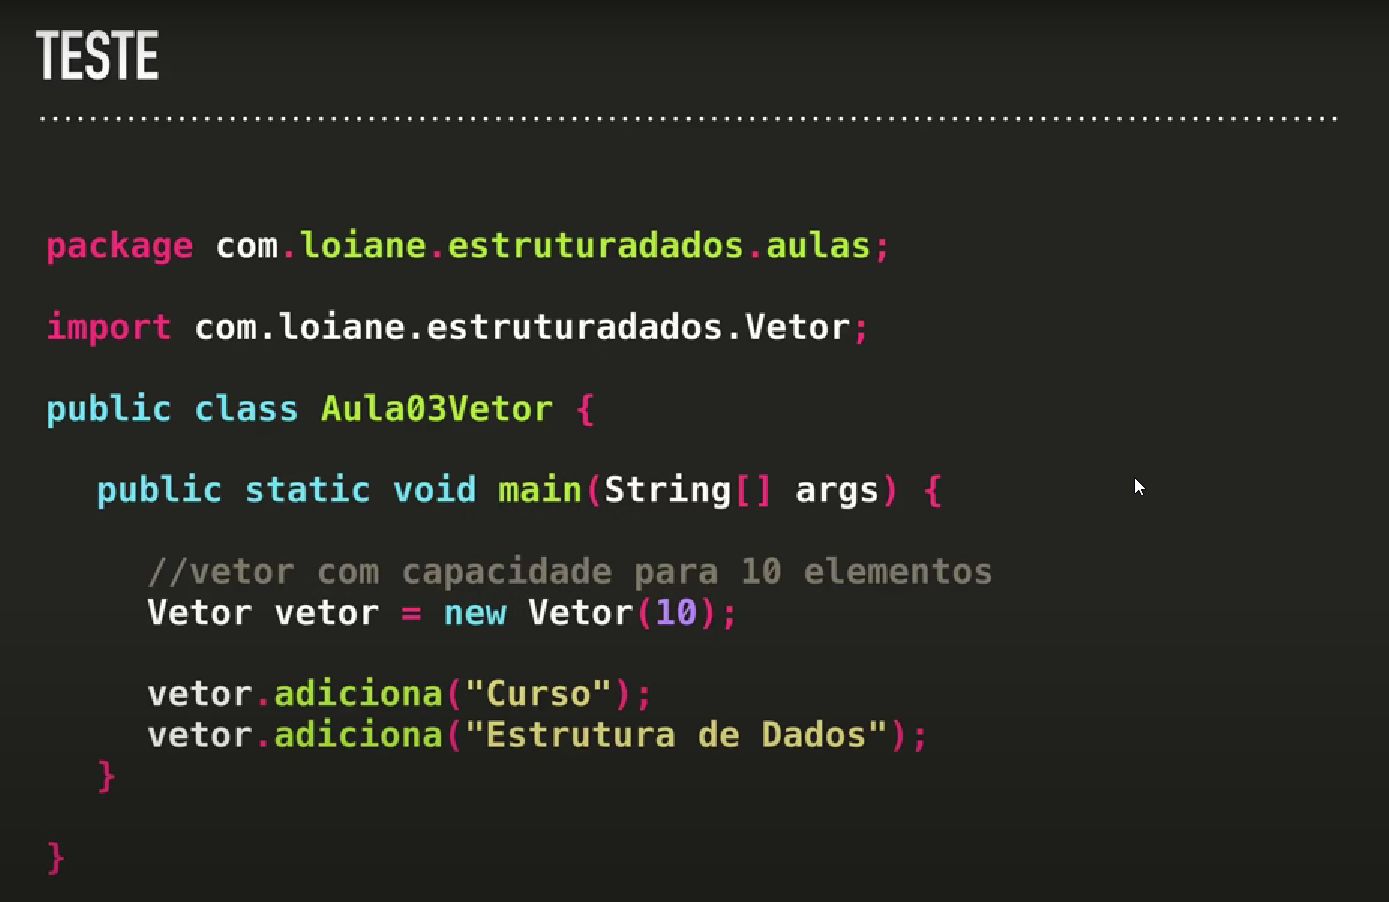 TESTE
package com.loiane.estruturadados.aulas;
import com.loiane.estruturadados.Vetor;
public class Aula03Vetor {
public static void main(String[] args) {
//vetor com capacidade para 10 elementos
Vetor vetor = new Vetor(10);
vetor.adiciona("Curso");
vetor.adiciona("Estrutura de Dados");
}
}